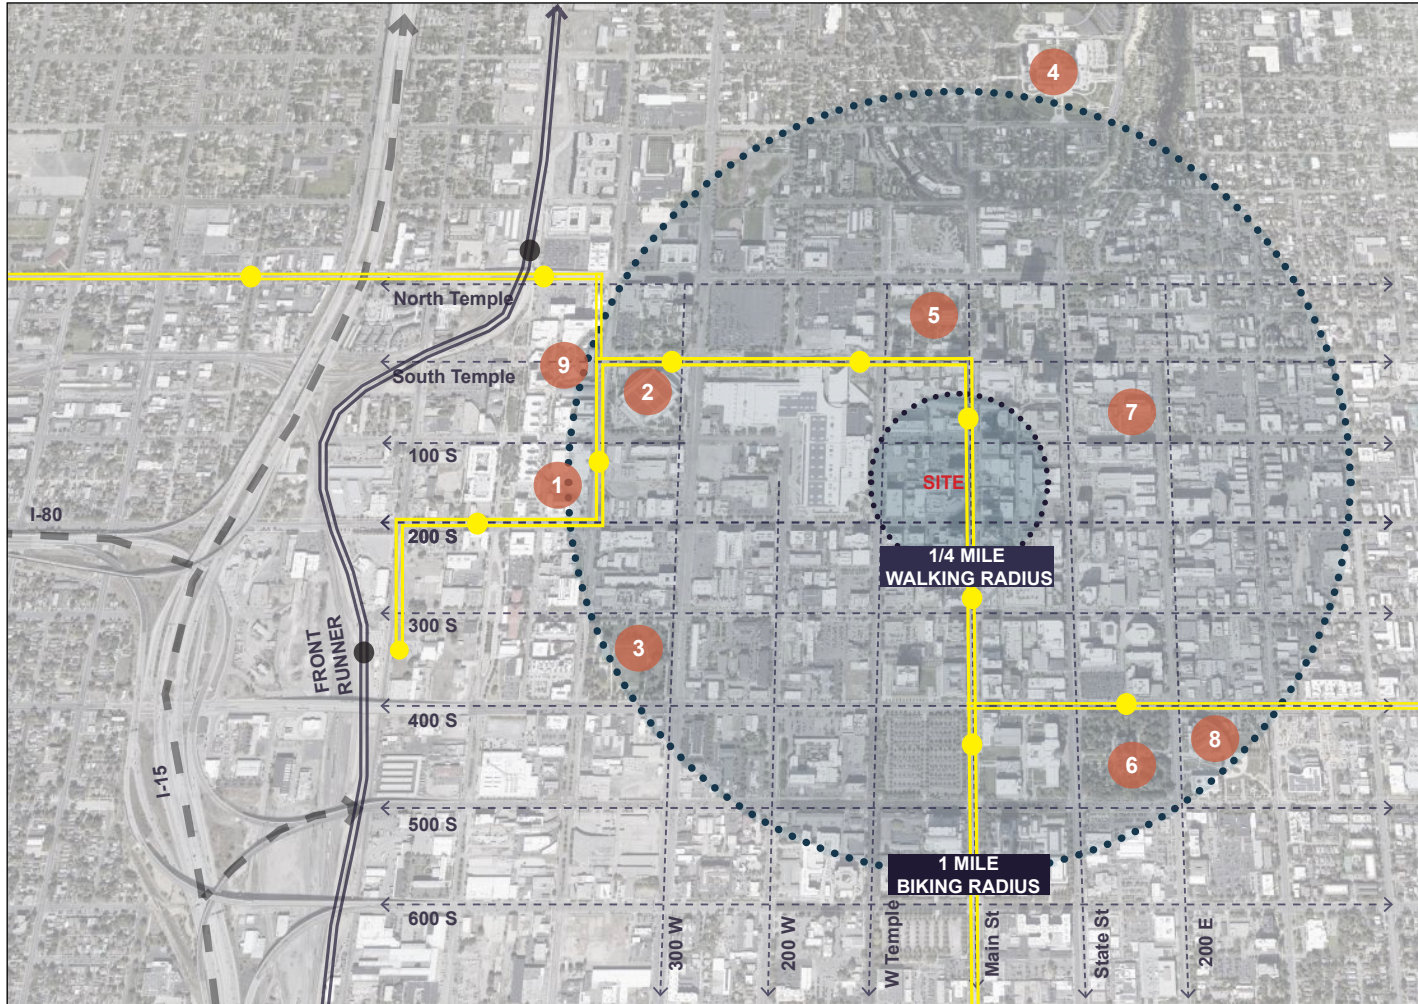 4
5
North Temple
9
South Temple
2
7
100 S
1
SITE
I-80
200 S
1/4 MILE
WALKING RADIUS
300 S
FRONT
RUNNER
3
400 S
8
6
I-15
500 S
1 MILE
BIKING RADIUS
600 S
300 W
200 W
W Temple
Main St
State St
200 E